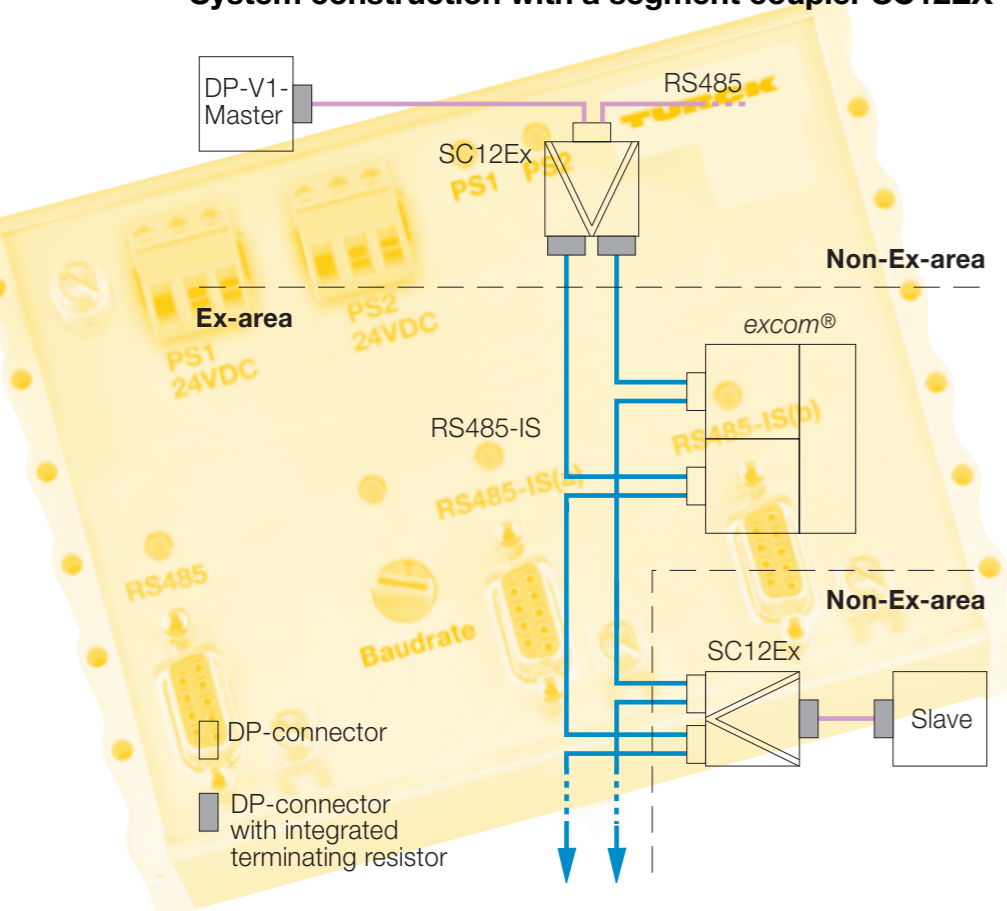 System construction with a segment coupler SC12EX
DP-V1-
Master
RS485
TURCK
SC12Ex
PS1
PS2
Non-Ex-area
Ex-area
PS1
24VDC
PS2
24VDC
excom®
RS485-IS
RS485-IS(a)
RS485-IS(b)
RS485
Baudrate
Non-Ex-area
SC12Ex
Slave
DP-connector
DP-connector
with integrated
terminating resistor